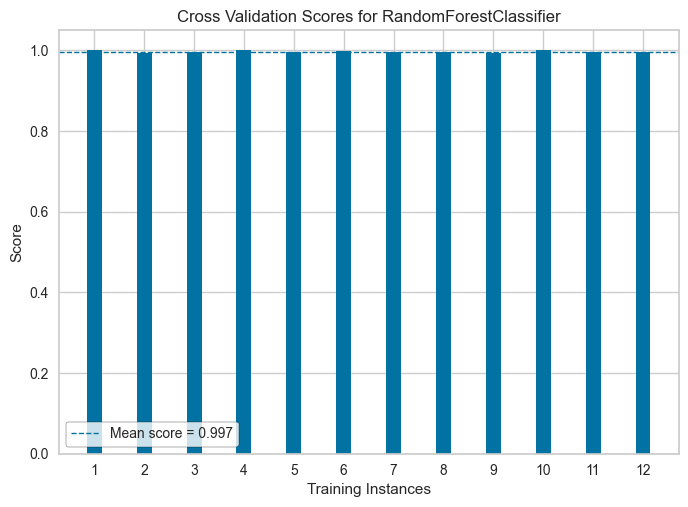 Cross Validation Scores for RandomForestClassifier
1.0
0.8
0.6
0.4
0.2
0.0
Score
Mean score = 0.997
1 2 3 4 5 6 7 8 9 10 11 12
Training Instances